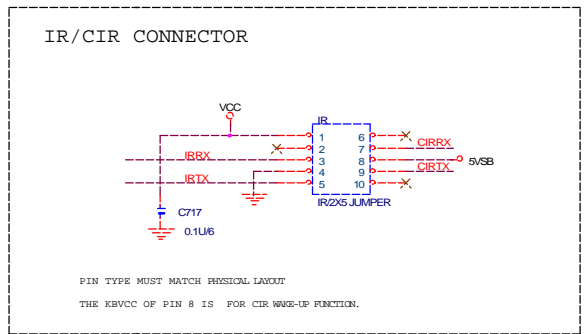 IR/CIR CONNECTOR
VCC
IR
1 6
2 7 CIRRX
IRRX 3 8 5VSB
4 9 CIRTX
IRTX 5 10
IR/2X5 JUMPER
C717
0.1U/6
PIN TYPE MUST MATCH PHYSICAL LAYOUT
THE KBVCC OF PIN 8 IS FOR CIR WAKE-UP FUNCTION.